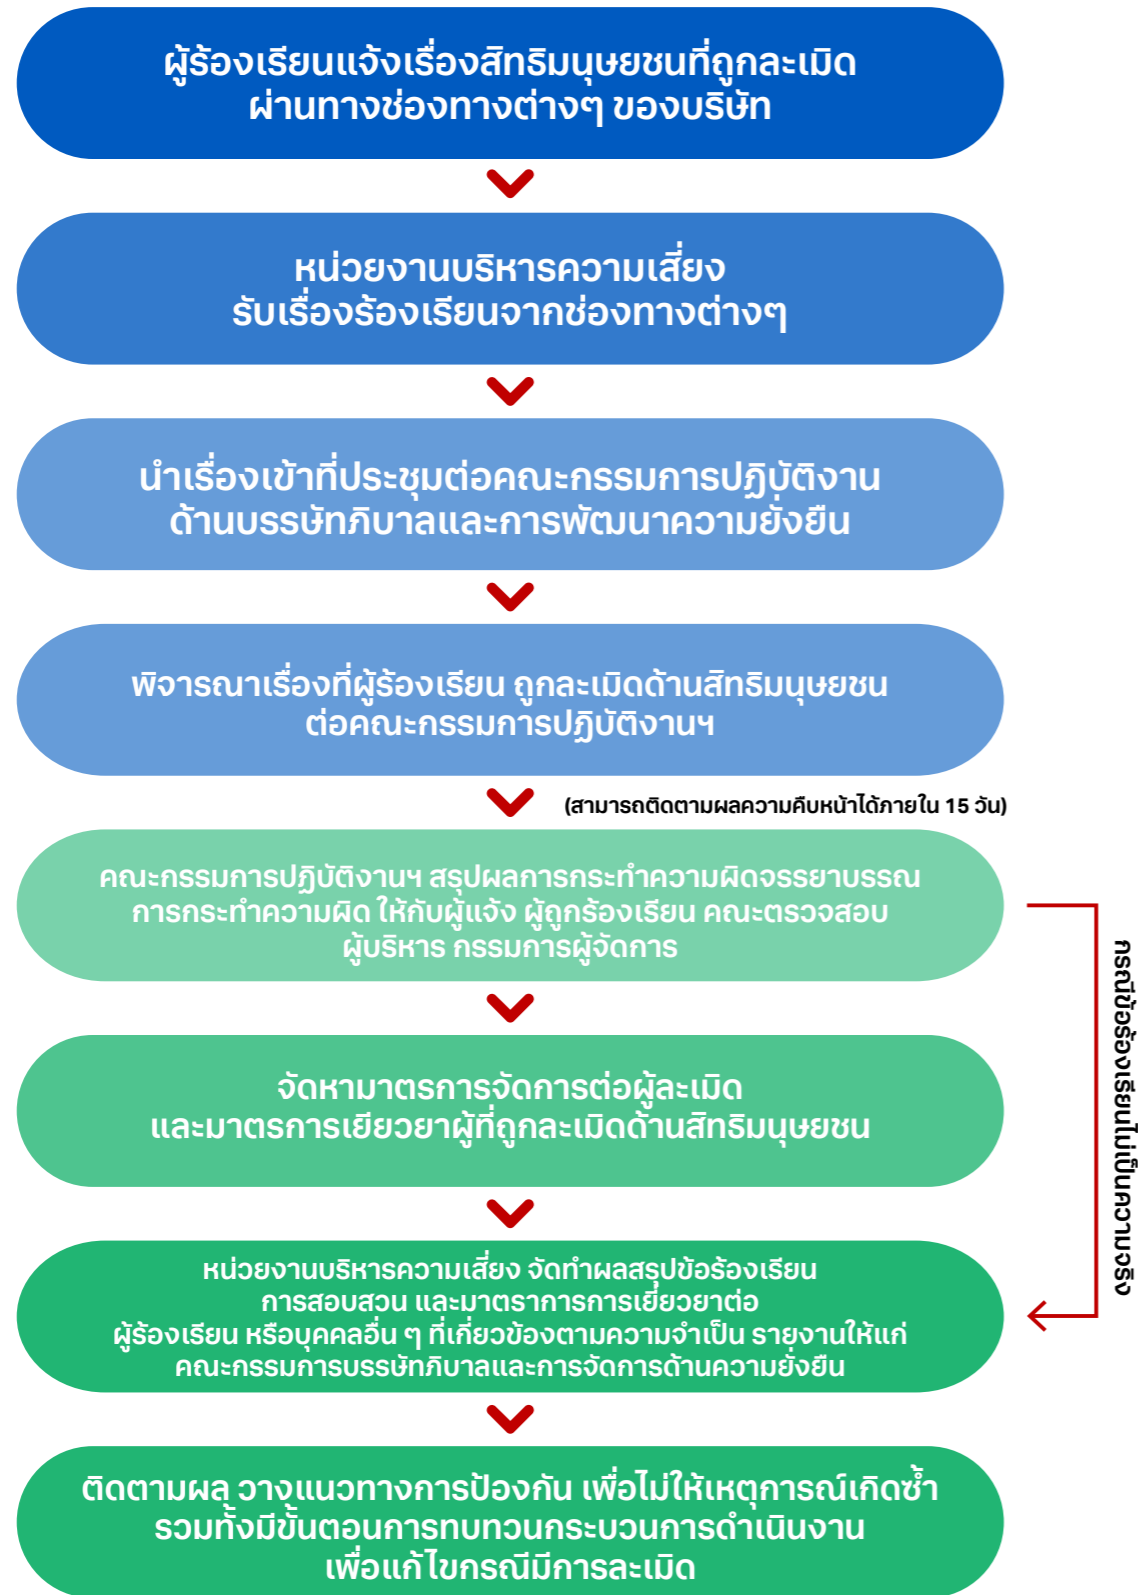 ผู้ร้องเรียนแจ้งเรื่องสิทธิมนุษยชนที่ถูกละเมิด
ผ่านทางช่องทางต่างๆ ของบริษัท
หน่วยงานบริหารความเสี่ยง
รับเรื่องร้องเรียนจากช่องทางต่างๆ
นำเรื่องเข้าที่ประชุมต่อคณะกรรมการปฏิบัติงาน
ด้านบรรษัทภิบาลและการพัฒนาความยั่งยืน
พิจารณาเรื่องที่ผู้ร้องเรียน ถูกละเมิดด้านสิทธิมนุษยชน
ต่อคณะกรรมการปฏิบัติงานฯ
(สามารถติดตามผลความคืบหน้าได้ภายใน 15 วัน)
คณะกรรมการปฏิบัติงานฯ สรุปผลการกระทำความผิดจรรยาบรรณ
การกระทำความผิด ให้กับผู้แจ้ง ผู้ถูกร้องเรียน คณะตรวจสอบ
ผู้บริหาร กรรมการผู้จัดการ
กรณีข้อร้องเรียนไม่เป็นความจริง
จัดหามาตรการจัดการต่อผู้ละเมิด
และมาตรการเยียวยาผู้ที่ถูกละเมิดด้านสิทธิมนุษยชน
หน่วยงานบริหารความเสี่ยง จัดทำผลสรุปข้อร้องเรียน
การสอบสวน และมาตราการการเยียวยาต่อ
ผู้ร้องเรียน หรือบุคคลอื่น ๆ ที่เกี่ยวข้องตามความจำเป็น รายงานให้แก่
คณะกรรมการบรรษัทภิบาลและการจัดการด้านความยั่งยืน
ติดตามผล วางแนวทางการป้องกัน เพื่อไม่ให้เหตุการณ์เกิดซ้ำ
รวมทั้งมีขั้นตอนการทบทวนกระบวนการดำเนินงาน
เพื่อแก้ไขกรณีมีการละเมิด